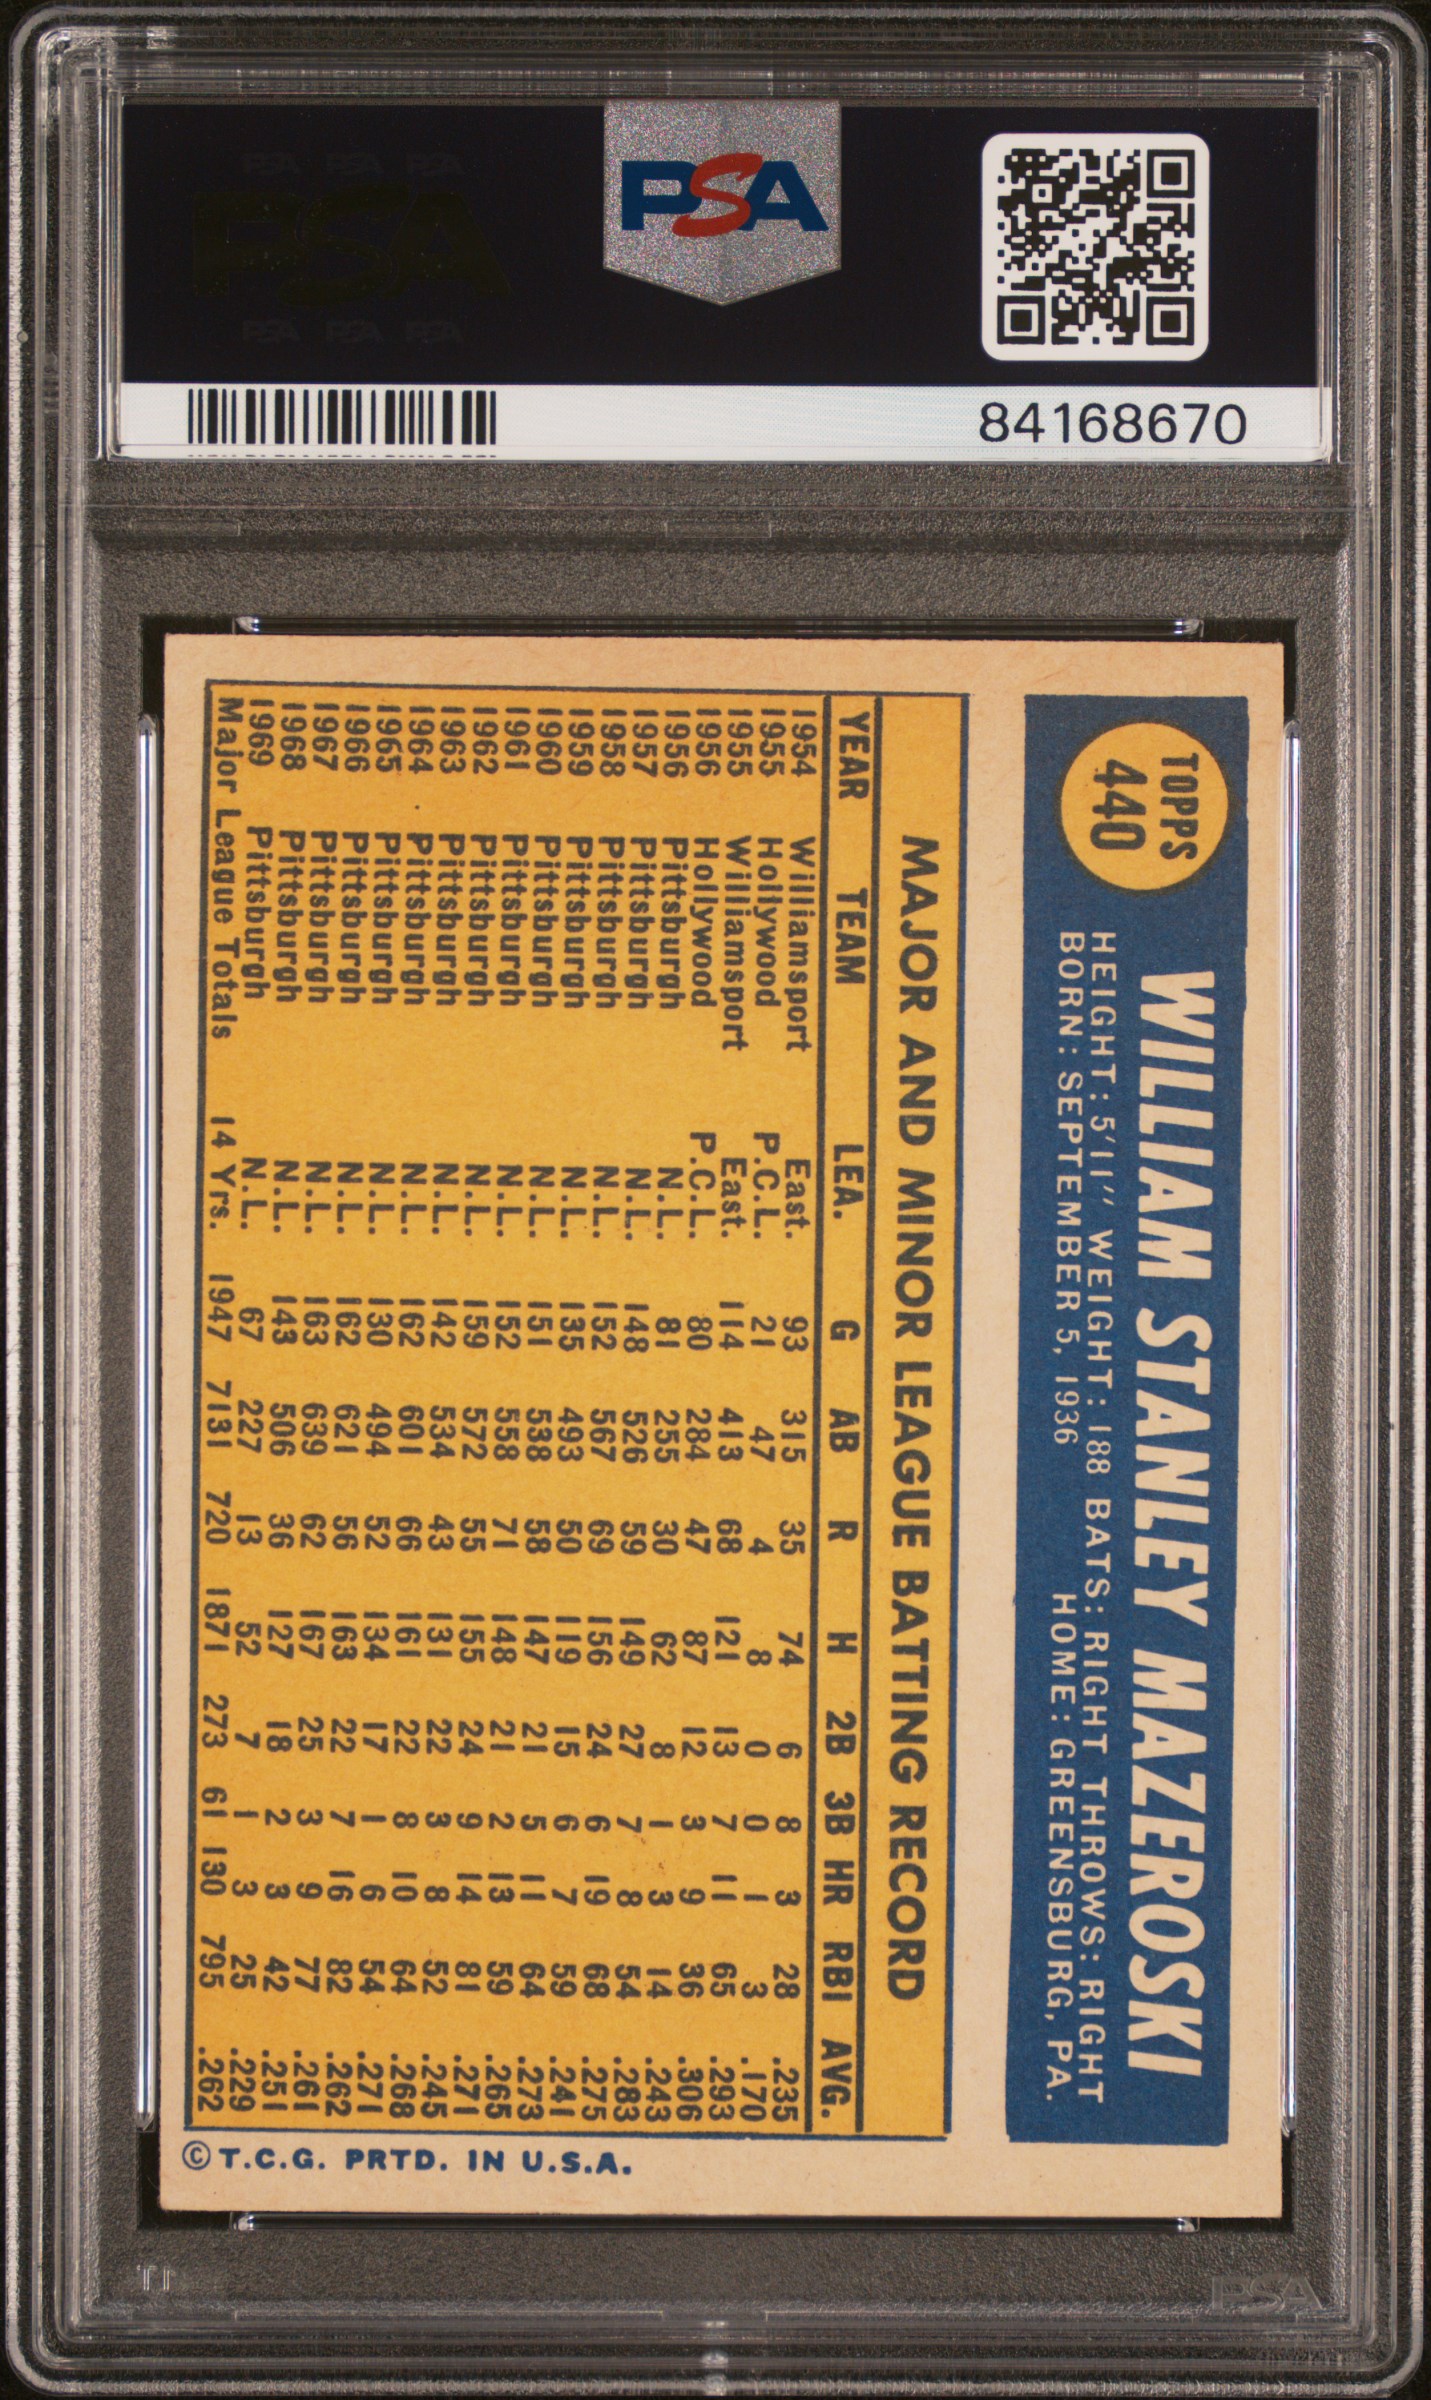 PSA
84168670
TOPPS
440
WILLIAM STANLEY MAZEROSKI
HEIGHT: 5'11" WEIGHT: 188 BATS: RIGHT THROWS: RIGHT
BORN: SEPTEMBER 5, 1936 HOME: GREENSBURG, PA.
MAJOR AND MINOR LEAGUE BATTING RECORD
YEAR TEAM LEA. G AB R H 2B 3B HR RBI AVG.
1954 Williamsport East. 93 315 35 74 6 8 3 28 .235
1955 Hollywood P.C.L. 21 47 4 8 0 0 1 3 .170
1955 Williamsport East. 114 413 68 121 13 7 11 65 .293
1956 Hollywood P.C.L. 80 284 47 87 12 3 9 36 .306
1956 Pittsburgh N.L. 81 255 30 62 8 1 3 14 .243
1957 Pittsburgh N.L. 148 526 59 149 27 7 8 54 .283
1958 Pittsburgh N.L. 152 567 69 156 24 6 19 68 .275
1959 Pittsburgh N.L. 135 493 50 119 15 6 7 59 .241
1960 Pittsburgh N.L. 151 538 58 147 21 5 11 64 .273
1961 Pittsburgh N.L. 152 558 71 148 21 2 13 59 .265
1962 Pittsburgh N.L. 159 572 55 155 24 9 14 81 .271
1963 Pittsburgh N.L. 142 534 43 131 22 3 8 52 .245
1964 Pittsburgh N.L. 162 601 66 161 22 8 10 64 .268
1965 Pittsburgh N.L. 130 494 52 134 17 1 6 54 .271
1966 Pittsburgh N.L. 162 621 56 163 22 7 16 82 .262
1967 Pittsburgh N.L. 163 639 62 167 25 3 9 77 .261
1968 Pittsburgh N.L. 143 506 36 127 18 2 3 42 .251
1969 Pittsburgh N.L. 67 227 13 52 7 1 3 25 .229
Major League Totals 14 Yrs. 1947 7131 720 1871 273 61 130 795 .262
© T.C.G. PRTD. IN U.S.A.
PSA